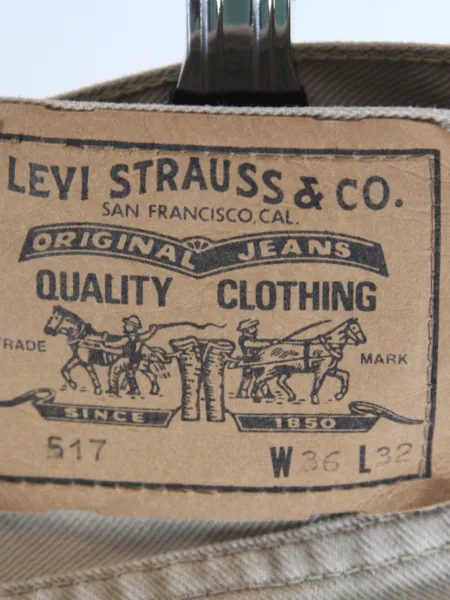 LEVI STRAUSS & CO.
SAN FRANCISCO, CAL.
ORIGINAL JEANS
QUALITY CLOTHING
TRADE MARK
SINCE 1850
517 W 36 L 32